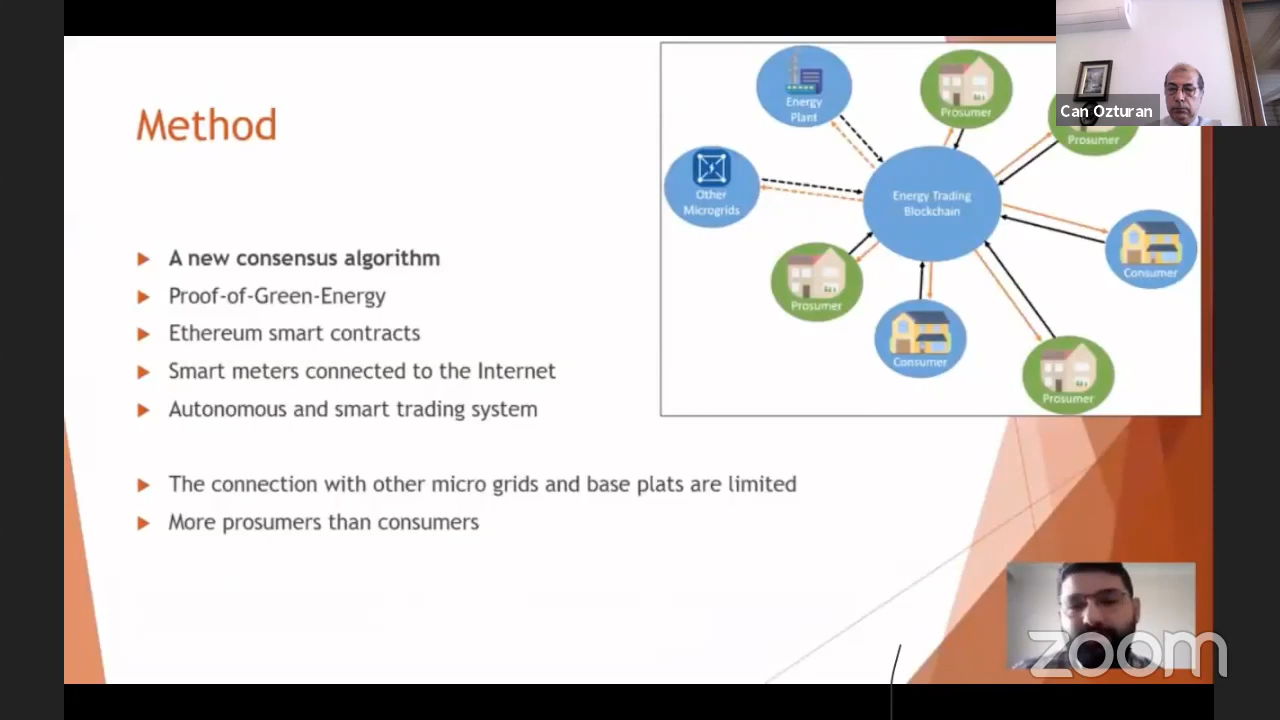 Method
A new consensus algorithm
Proof-of-Green-Energy
Ethereum smart contracts
Smart meters connected to the Internet
Autonomous and smart trading system
The connection with other micro grids and base plats are limited
More prosumers than consumers
Energy
Plant
Prosumer
Prosumer
Other
Microgrids
Energy Trading
Blockchain
Consumer
Prosumer
Consumer
Prosumer
Can Ozturan
zoom